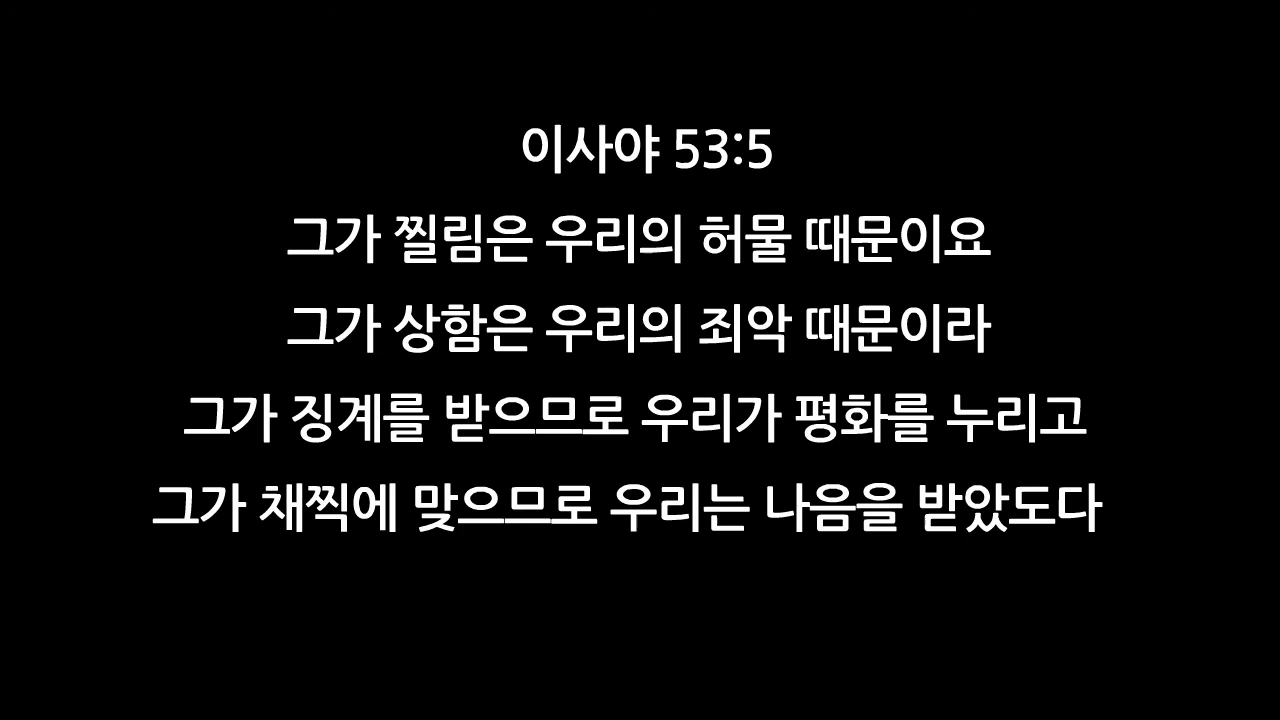 이사야 53:5
그가 찔림은 우리의 허물 때문이요
그가 상함은 우리의 죄악 때문이라
그가 징계를 받으므로 우리가 평화를 누리고
그가 채찍에 맞으므로 우리는 나음을 받았도다